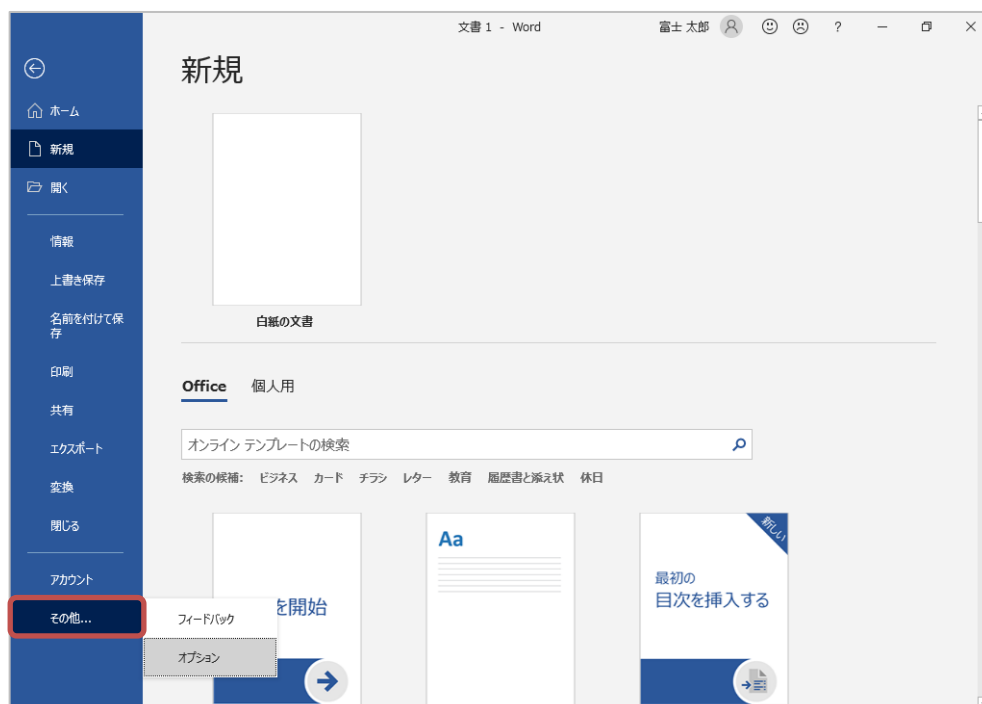 文書 1 - Word
富士 太郎
?
新規
ホーム
新規
開く
情報
上書き保存
名前を付けて保
存
印刷
共有
エクスポート
変換
閉じる
アカウント
その他...
フィードバック
オプション
白紙の文書
Office
個人用
オンライン テンプレートの検索
検索の候補: ビジネス カード チラシ レター 教育 履歴書と添え状 休日
を開始
Aa
新しい
最初の
目次を挿入する